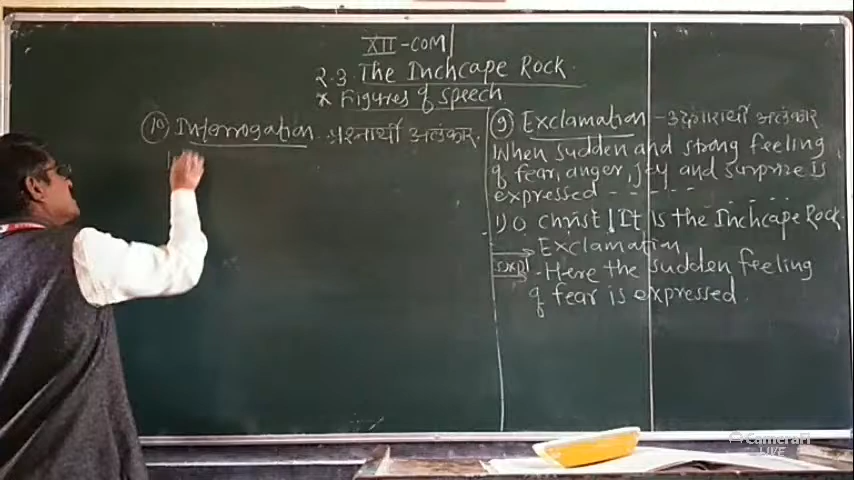 XII-COM
2.3. The Inchcape Rock.
* Figures of speech
(10) Interrogation. प्रश्नार्थी अलंकार.
(9) Exclamation - उद्गारार्थी अलंकार
When sudden and strong feeling
of fear, anger, joy and surprize is
expressed - - - - - -
1) O Christ! It is the Inchcape Rock.
→ Exclamation
Expl - Here the sudden feeling
of fear is expressed.
CameraFi
LIVE